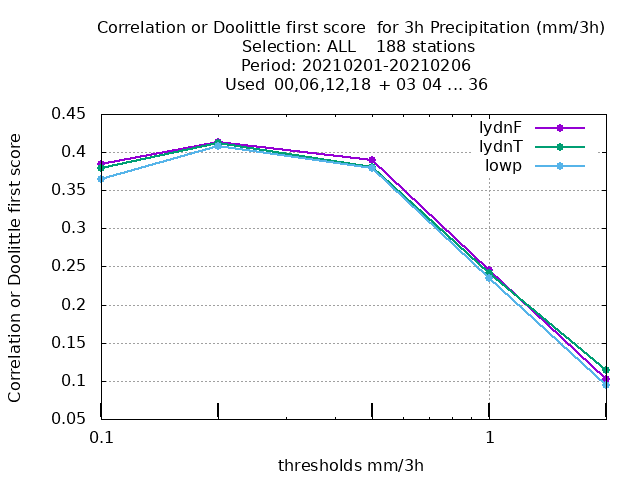 Correlation or Doolittle first score  for 3h Precipitation (mm/3h)
Selection: ALL    188 stations
Period: 20210201-20210206
Used  00,06,12,18  + 03 04 ... 36
lydnF
lydnT
lowp
Correlation or Doolittle first score
0.45
0.4
0.35
0.3
0.25
0.2
0.15
0.1
0.05
0.1
1
thresholds mm/3h